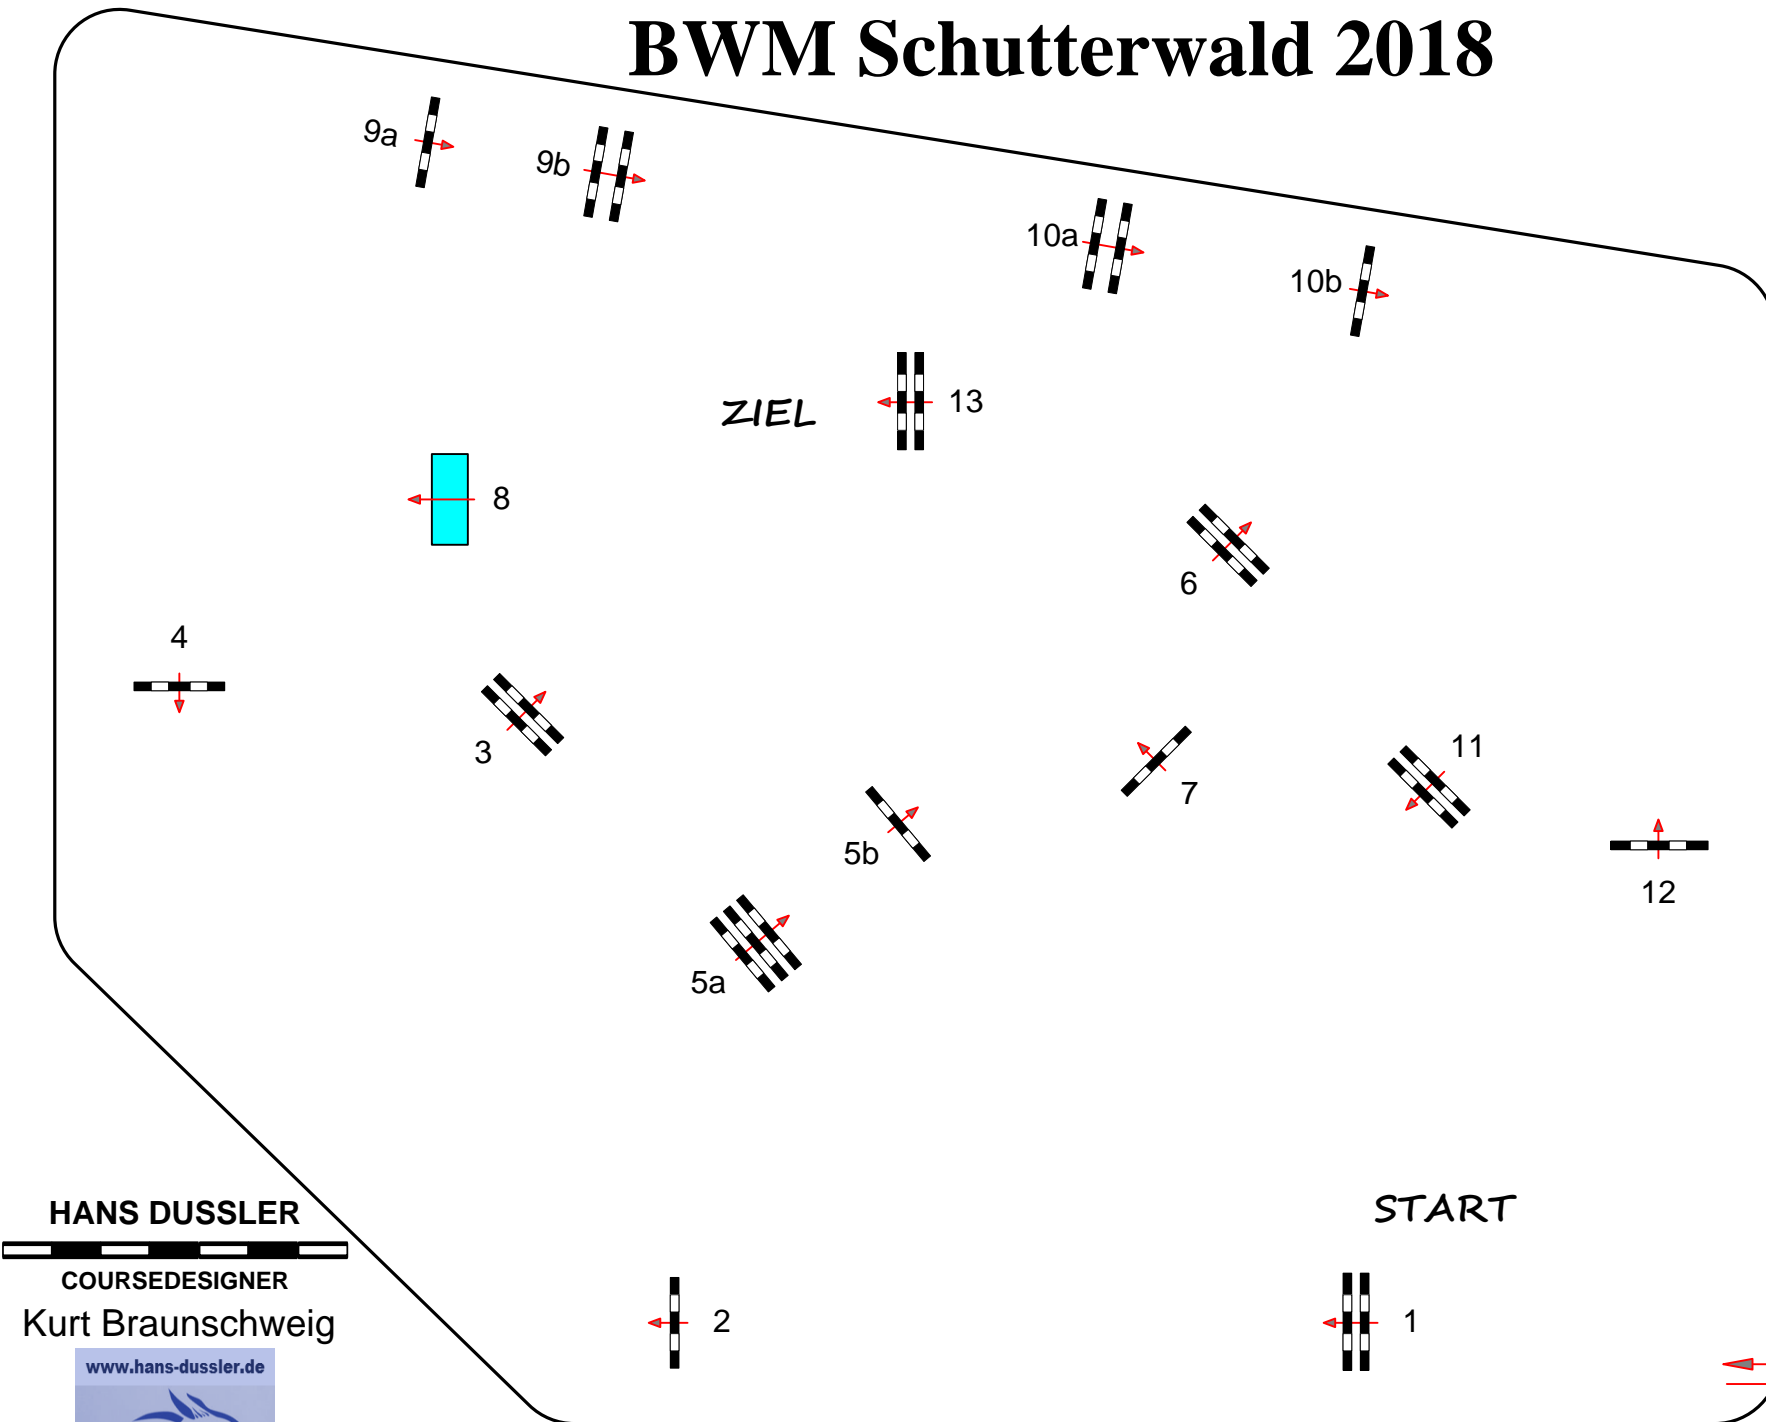 BWM Schutterwald 2018
9a
9b
10a
10b
13
ZIEL
8
6
4
3
7
11
5b
12
5a
HANS DUSSLER
COURSEDESIGNER
Kurt Braunschweig
www.hans-dussler.de
START
2
1